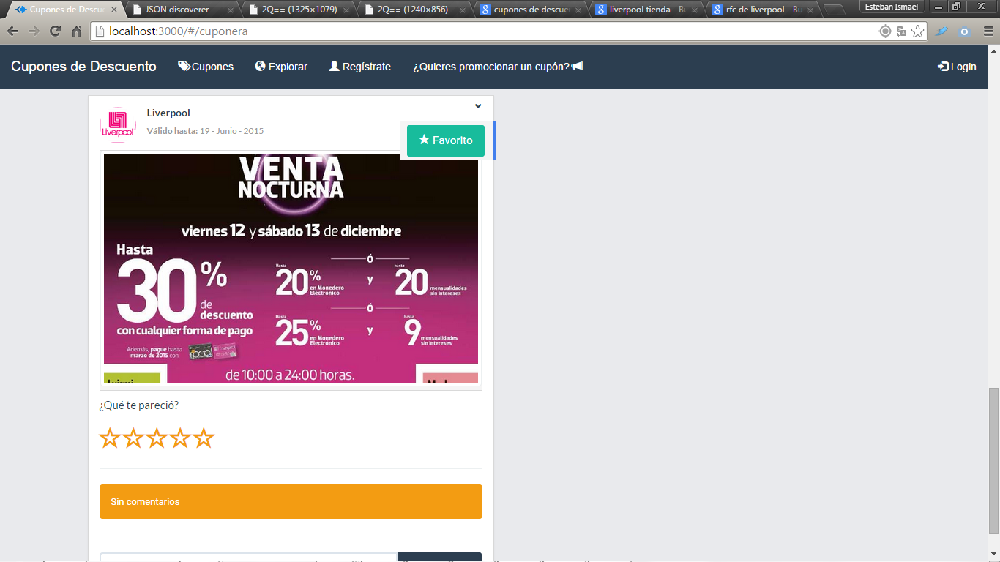 Cupones de Descue
JSON discoverer
2Q== (1325×1079)
2Q== (1240×856)
cupones de descue
liverpool tienda - Bu
rfc de liverpool - Bu
Esteban Ismael
localhost:3000/#/cuponera
Cupones de Descuento
Cupones
Explorar
Regístrate
¿Quieres promocionar un cupón?
Login
Liverpool
Liverpool
Válido hasta: 19 - Junio - 2015
Favorito
VENTA
NOCTURNA
viernes 12 y sábado 13 de diciembre
Hasta
30%
de
descuento
con cualquier forma de pago
Además, pague hasta
marzo de 2015 con
ó
Hasta
20%
en Monedero
Electrónico
y
hasta
20
mensualidades
sin intereses
ó
Hasta
25%
en Monedero
Electrónico
y
hasta
9
mensualidades
sin intereses
de 10:00 a 24:00 horas.
¿Qué te pareció?
Sin comentarios